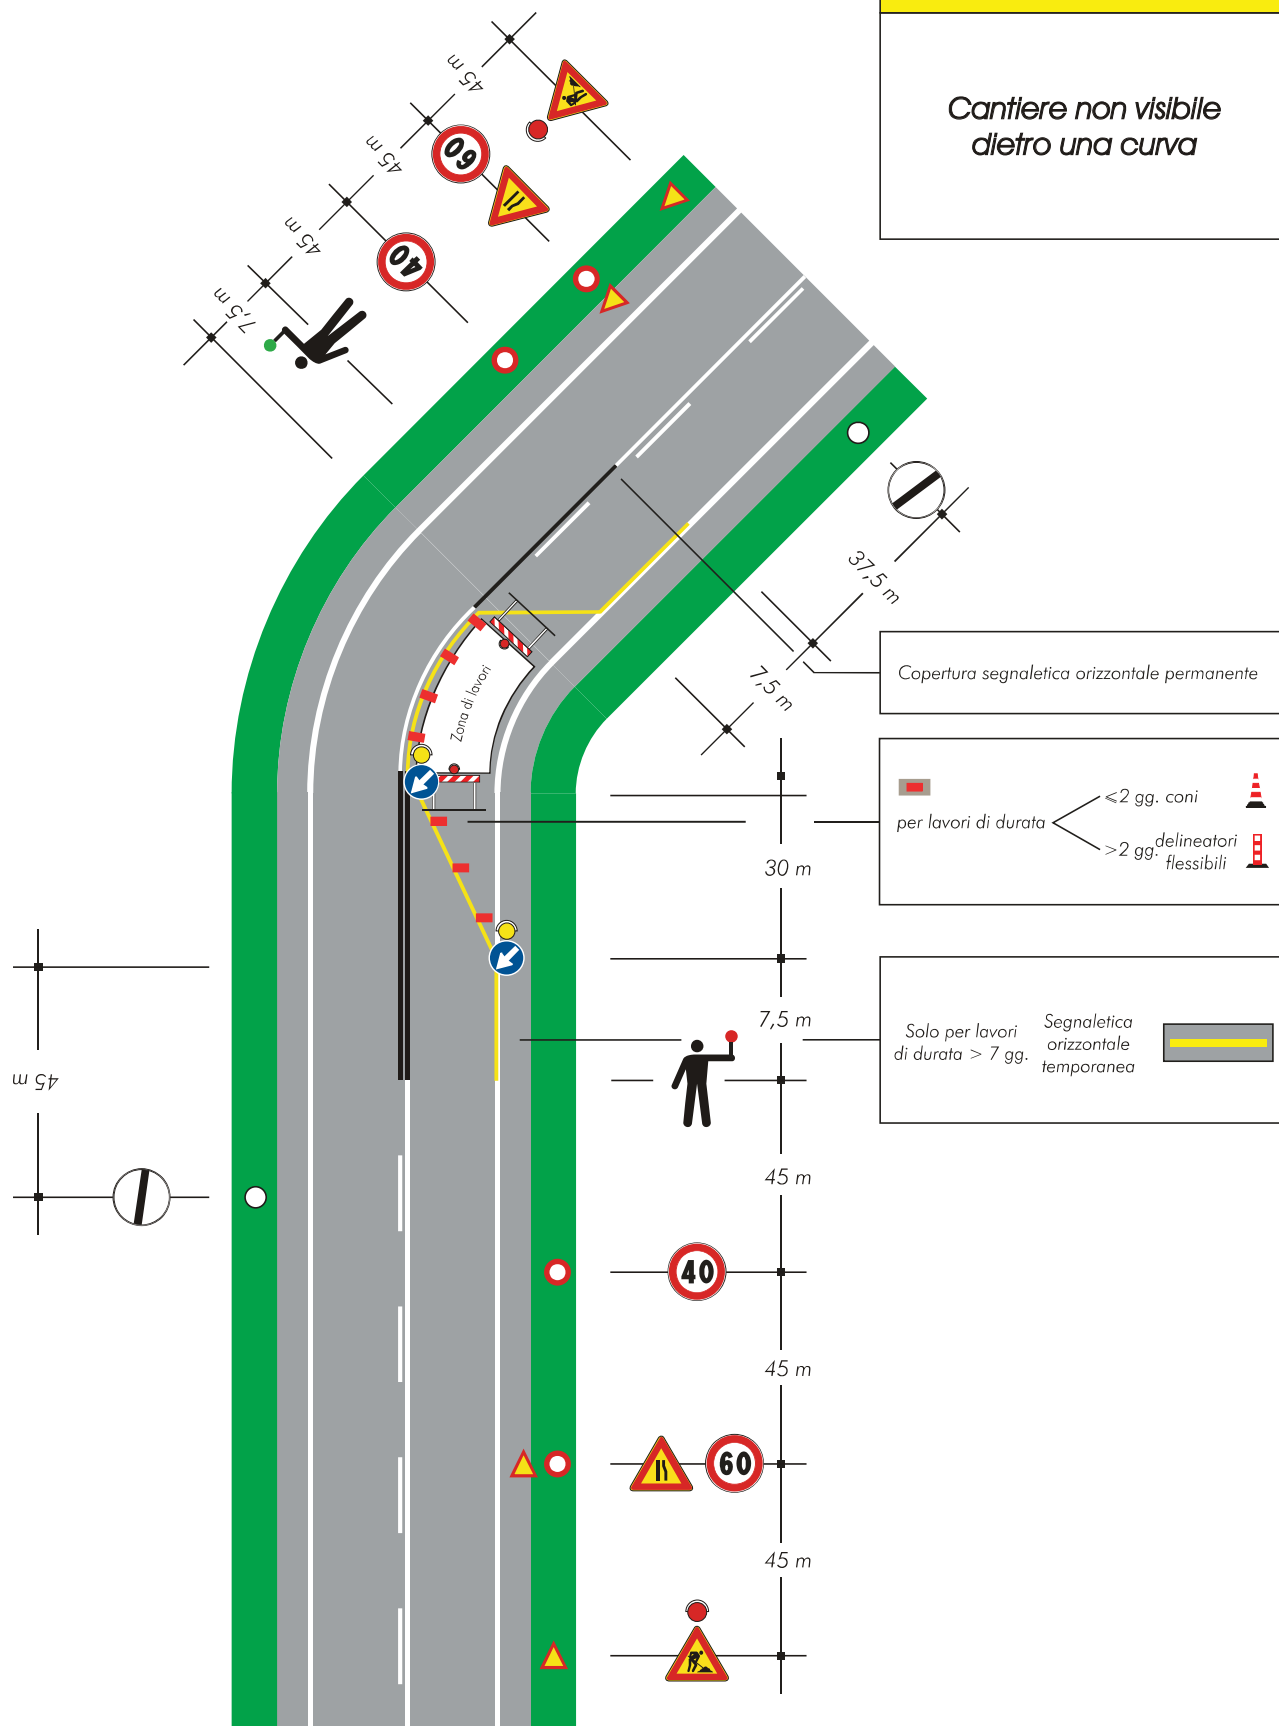 Cantiere non visibile
dietro una curva
45 m
60
45 m
40
45 m
7,5 m
37,5 m
7,5 m
Copertura segnaletica orizzontale permanente
Zona di lavori
per lavori di durata
≤2 gg. coni
>2 gg. delineatori
flessibili
30 m
7,5 m
Solo per lavori
di durata > 7 gg.
Segnaletica
orizzontale
temporanea
45 m
45 m
40
45 m
60
45 m